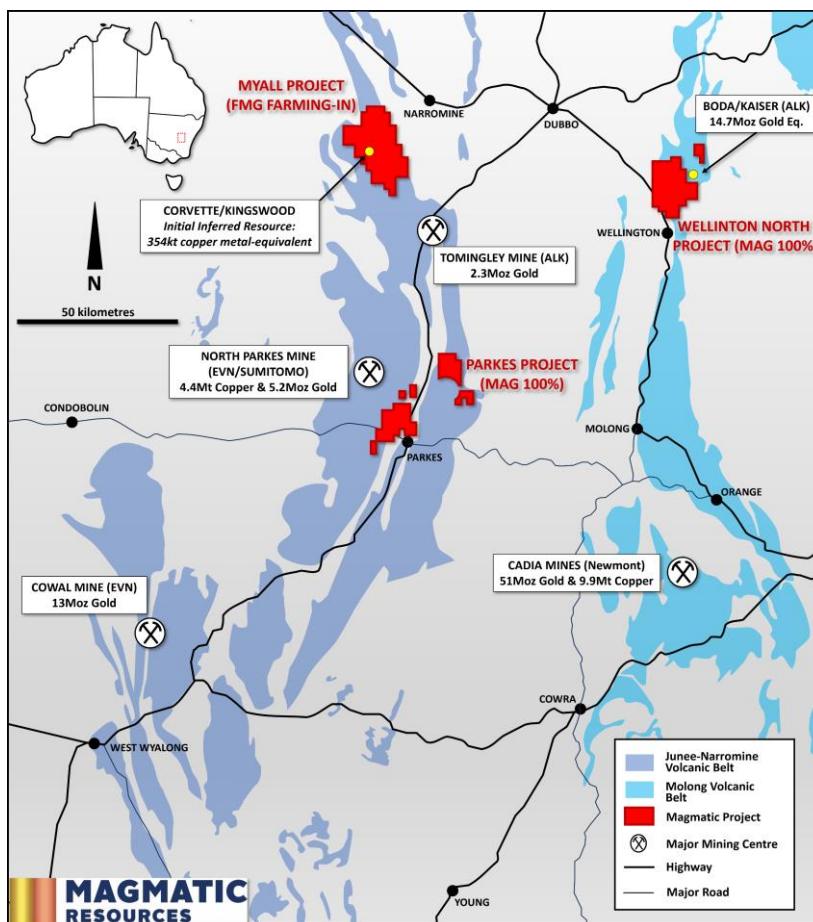 MYALL PROJECT
(FMG FARMING-IN)
NARROMINE
DUBBO
BODA/KAISER (ALK)
14.7Moz Gold Eq.
CORVETTE/KINGSWOOD
Initial Inferred Resource:
354kt copper metal-equivalent
WELLINGTON
WELLINTON NORTH
PROJECT (MAG 100%
TOMINGLEY MINE (ALK)
2.3Moz Gold
N
50 kilometres
NORTH PARKES MINE
(EVN/SUMITOMO)
4.4Mt Copper & 5.2Moz Gold
PARKES PROJECT
(MAG 100%)
CONDOBOLIN
PARKES
MOLONG
ORANGE
COWAL MINE (EVN)
13Moz Gold
CADIA MINES (Newmont)
51Moz Gold & 9.9Mt Copper
COWRA
WEST WYALONG
YOUNG
Junee-Narromine
Volcanic Belt
Molong Volcanic
Belt
Magmatic Project
Major Mining Centre
Highway
Major Road
MAGMATIC
RESOURCES